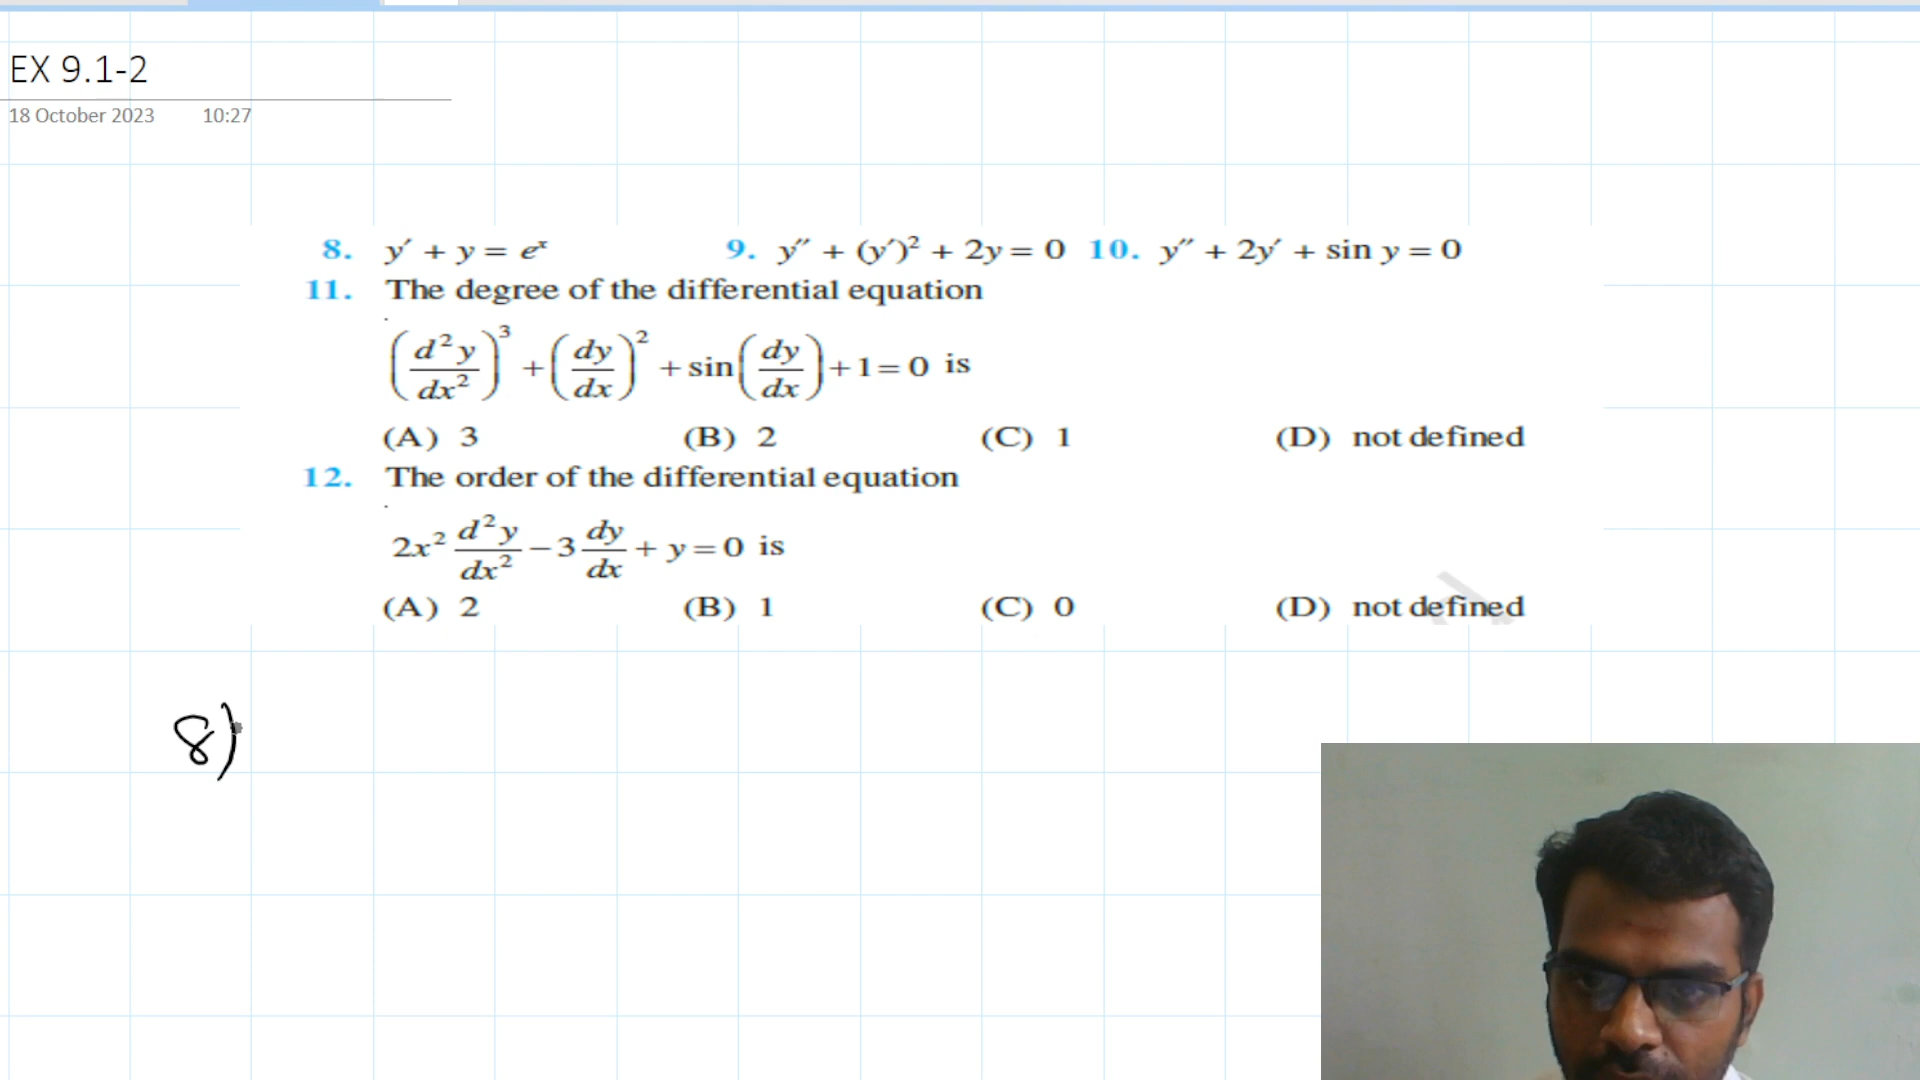 EX 9.1-2
18 October 2023 10:27
8. y′ + y = eˣ 9. y″ + (y′)² + 2y = 0 10. y″ + 2y′ + sin y = 0
11. The degree of the differential equation
(d²y/dx²)³ + (dy/dx)² + sin(dy/dx) + 1 = 0 is
(A) 3 (B) 2 (C) 1 (D) not defined
12. The order of the differential equation
2x² d²y/dx² − 3 dy/dx + y = 0 is
(A) 2 (B) 1 (C) 0 (D) not defined
8)